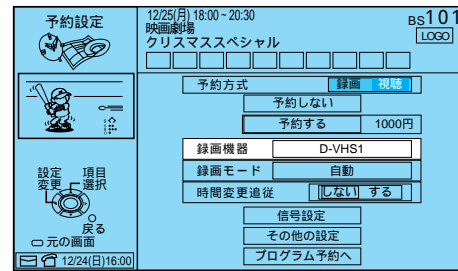 予約設定
12/25(月) 18:00~20:30
映画劇場
クリスマススペシャル
BS101
LOGO
予約方式 録画 視聴
予約しない
予約する 1000円
録画機器 D-VHS1
録画モード 自動
時間変更追従 しない する
信号設定
その他の設定
プログラム予約へ
設定 項目
変更 選択
戻る
元の画面
12/24(日)16:00